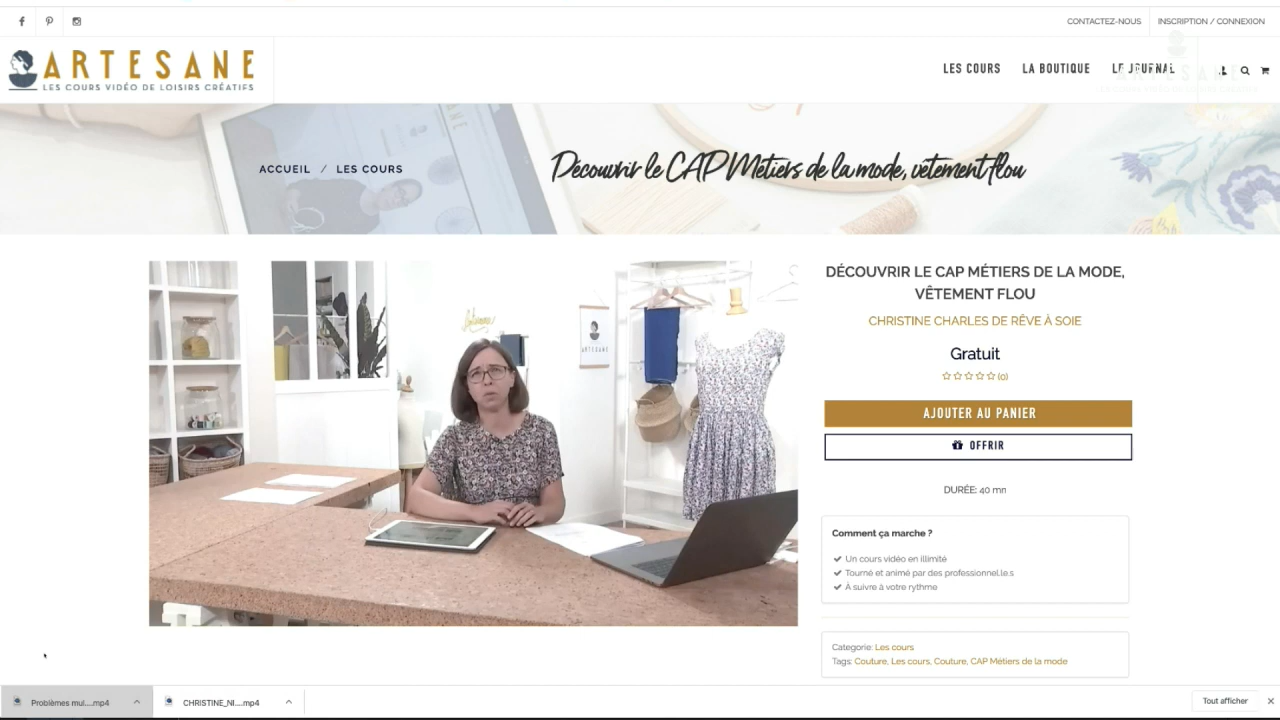 CONTACTEZ-NOUS
INSCRIPTION / CONNEXION
ARTESANE
LES COURS VIDÉO DE LOISIRS CRÉATIFS
LES COURS
LA BOUTIQUE
LE JOURNAL
ACCUEIL / LES COURS
Découvrir le CAP Métiers de la mode, vêtement flou
ARTESANE
DÉCOUVRIR LE CAP MÉTIERS DE LA MODE,
VÊTEMENT FLOU
CHRISTINE CHARLES DE RÊVE À SOIE
Gratuit
(0)
AJOUTER AU PANIER
OFFRIR
DURÉE: 40 mn
Comment ça marche ?
Un cours vidéo en illimité
Tourné et animé par des professionnel.le.s
À suivre à votre rythme
Categorie: Les cours
Tags: Couture, Les cours, Couture, CAP Métiers de la mode
Problèmes mul....mp4
CHRISTINE_NI....mp4
Tout afficher